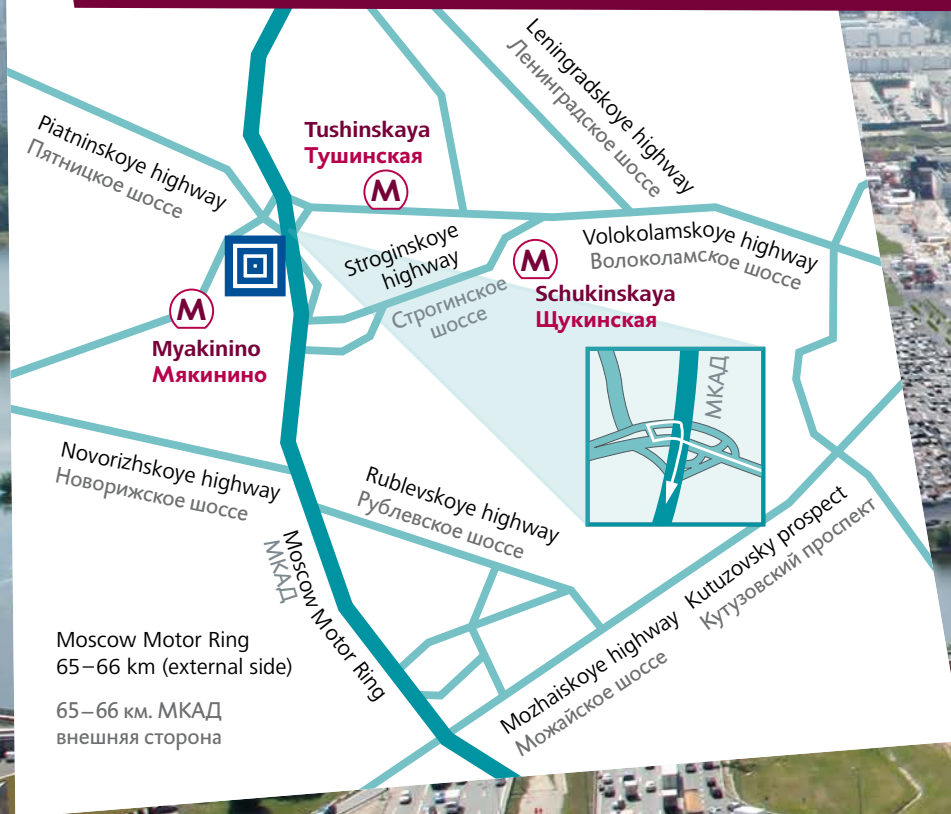 Leningradskoye highway
Ленинградское шоссе
Piatninskoye highway
Пятницкое шоссе
Tushinskaya
Тушинская
М
Stroginskoye
highway
Строгинское
шоссе
М
Schukinskaya
Щукинская
Volokolamskoye highway
Волоколамское шоссе
М
Myakinino
Мякинино
МКАД
Novorizhskoye highway
Новорижское шоссе
Rublevskoye highway
Рублевское шоссе
Moscow Motor Ring
МКАД
Kutuzovsky prospect
Кутузовский проспект
Mozhaiskoye highway
Можайское шоссе
Moscow Motor Ring
65–66 km (external side)
65–66 км. МКАД
внешняя сторона